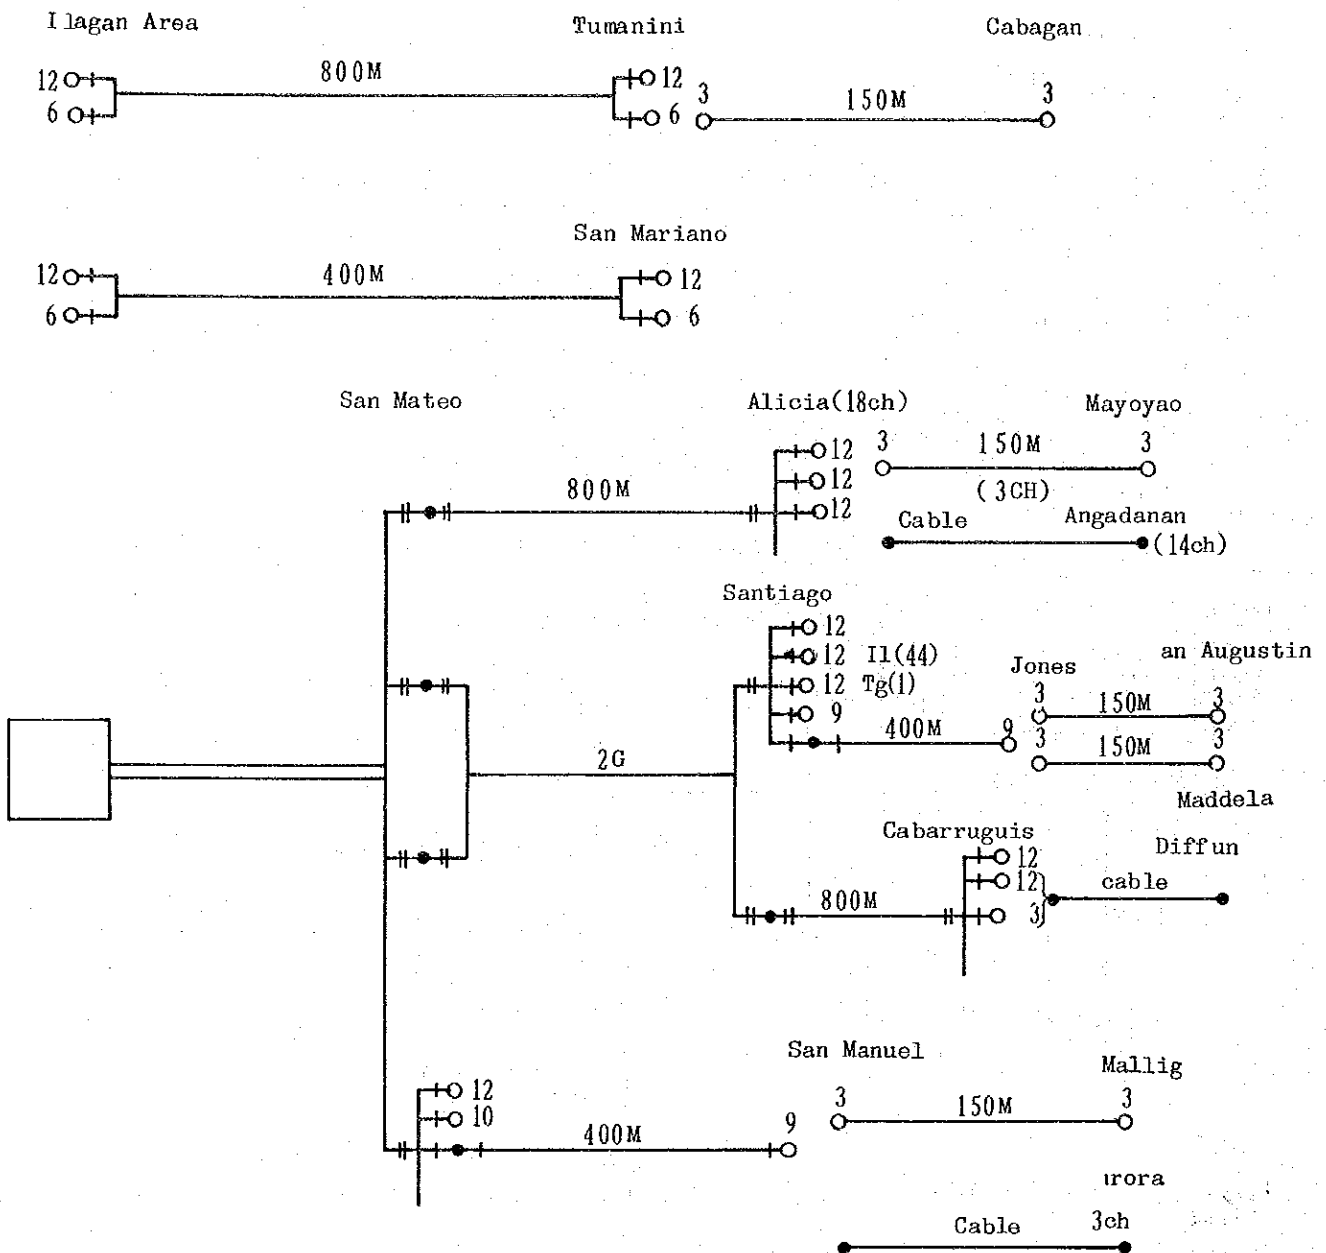 Ilagan Area Tumanini Cabagan
12 800M 12 3 150M 3
6 6
San Mariano
12 400M 12
6 6
San Mateo Alicia(18ch) Mayoyao
12 3 150M 3
12 (3CH)
800M 12 Cable Angadanan
(14ch)
Santiago
12
12 Il(44) Jones an Augustin
12 Tg(1) 3 150M 3
9
400M 9 3 150M 3
2G
Maddela
Cabarruguis Diffun
12
12 cable
800M 3
San Manuel Mallig
12 3 150M 3
10
400M 9
rora
Cable 3ch